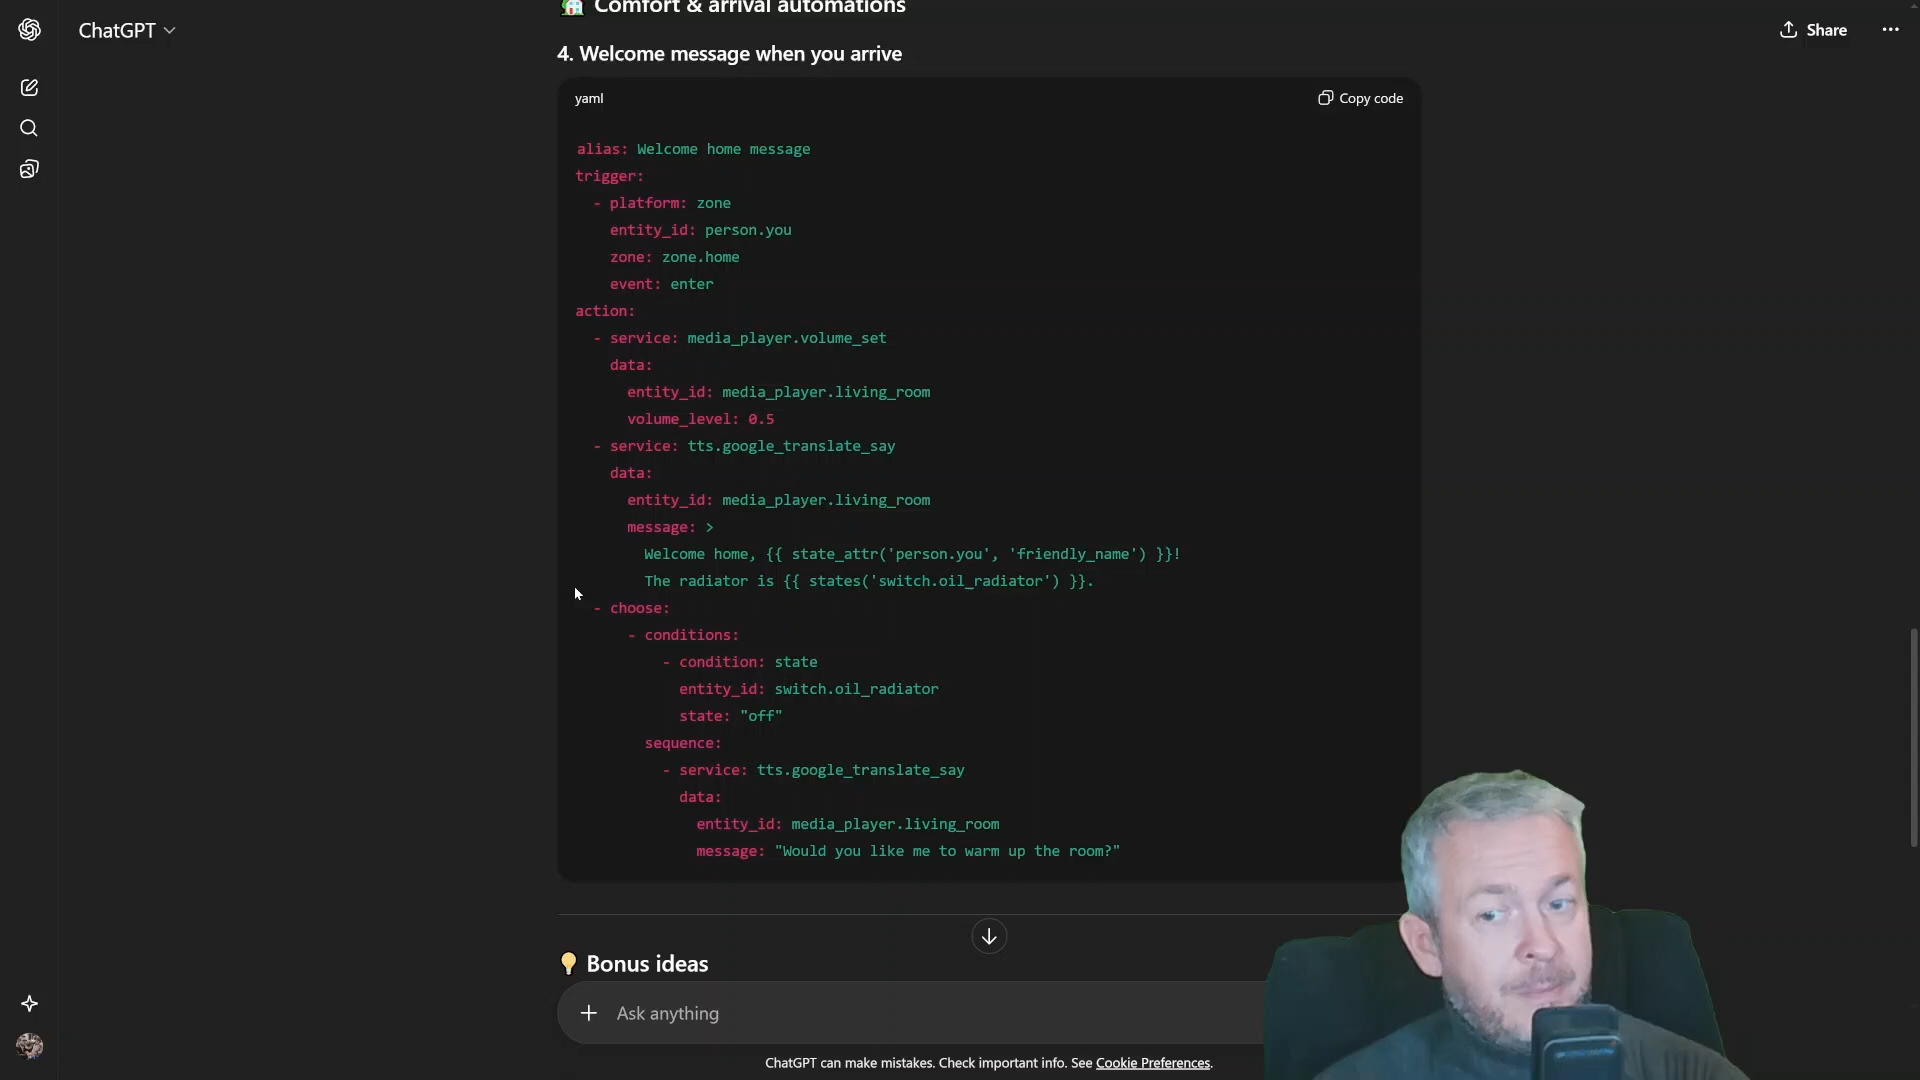 🏠 Comfort & arrival automations
ChatGPT
Share
4. Welcome message when you arrive
yaml
Copy code
alias: Welcome home message
trigger:
  - platform: zone
    entity_id: person.you
    zone: zone.home
    event: enter
action:
  - service: media_player.volume_set
    data:
      entity_id: media_player.living_room
      volume_level: 0.5
  - service: tts.google_translate_say
    data:
      entity_id: media_player.living_room
      message: >
        Welcome home, {{ state_attr('person.you', 'friendly_name') }}!
        The radiator is {{ states('switch.oil_radiator') }}.
  - choose:
      - conditions:
          - condition: state
            entity_id: switch.oil_radiator
            state: "off"
        sequence:
          - service: tts.google_translate_say
            data:
              entity_id: media_player.living_room
              message: "Would you like me to warm up the room?"
💡 Bonus ideas
Ask anything
ChatGPT can make mistakes. Check important info. See Cookie Preferences.